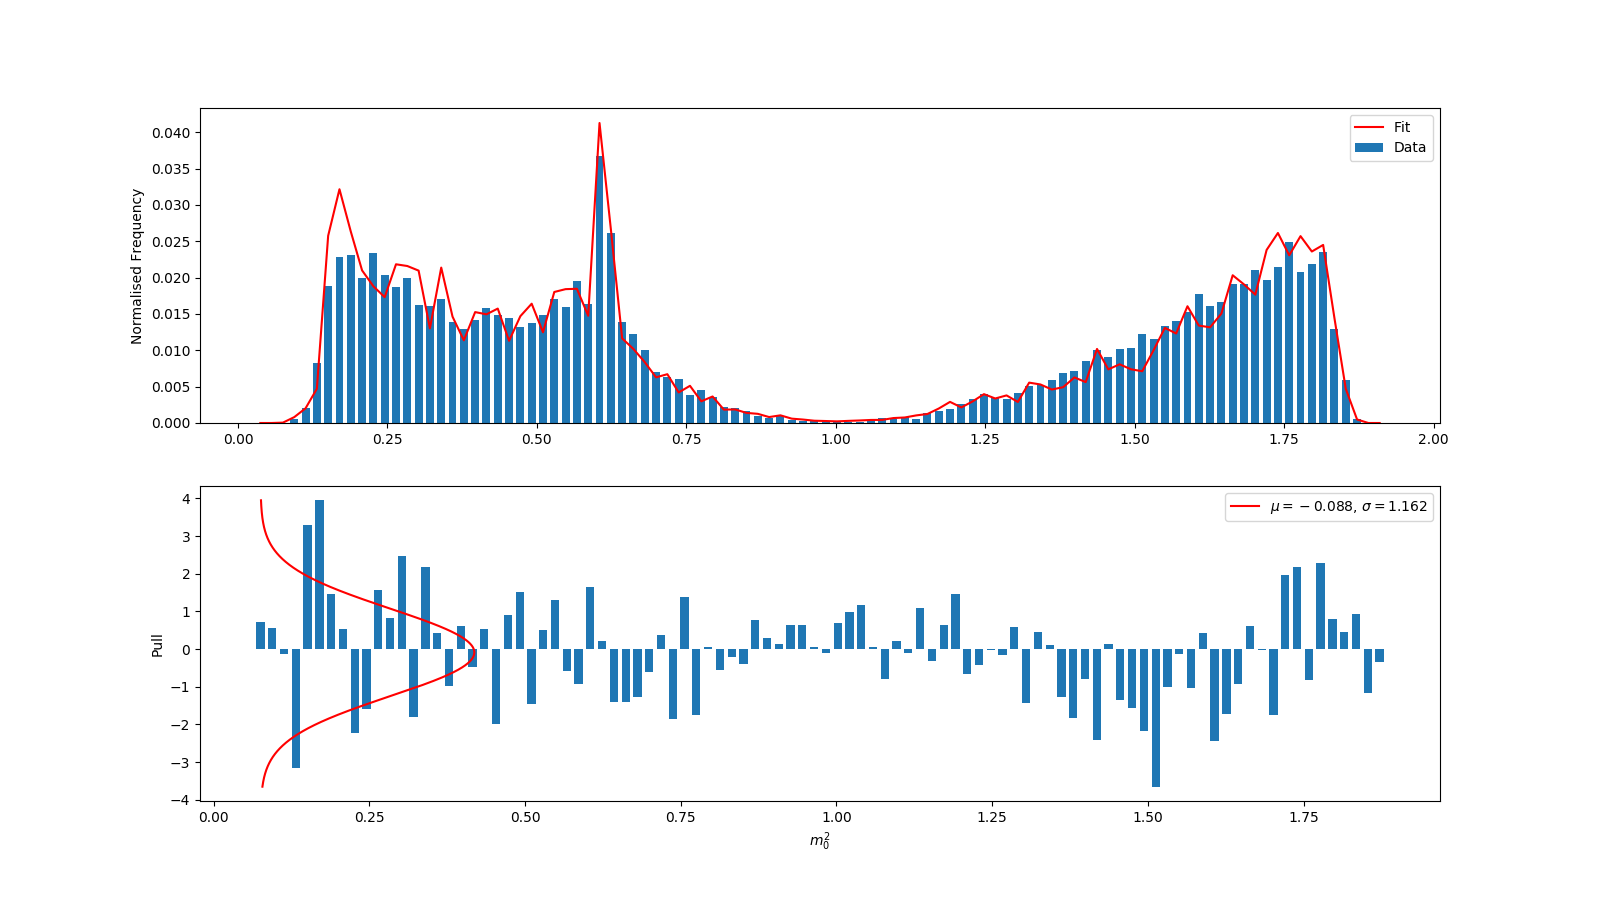 Normalised Frequency
0.040
0.035
0.030
0.025
0.020
0.015
0.010
0.005
0.000
Fit
Data
0.00 0.25 0.50 0.75 1.00 1.25 1.50 1.75 2.00
Pull
4
3
2
1
0
−1
−2
−3
−4
μ = − 0.088, σ = 1.162
0.00 0.25 0.50 0.75 1.00 1.25 1.50 1.75
$m_0^2$